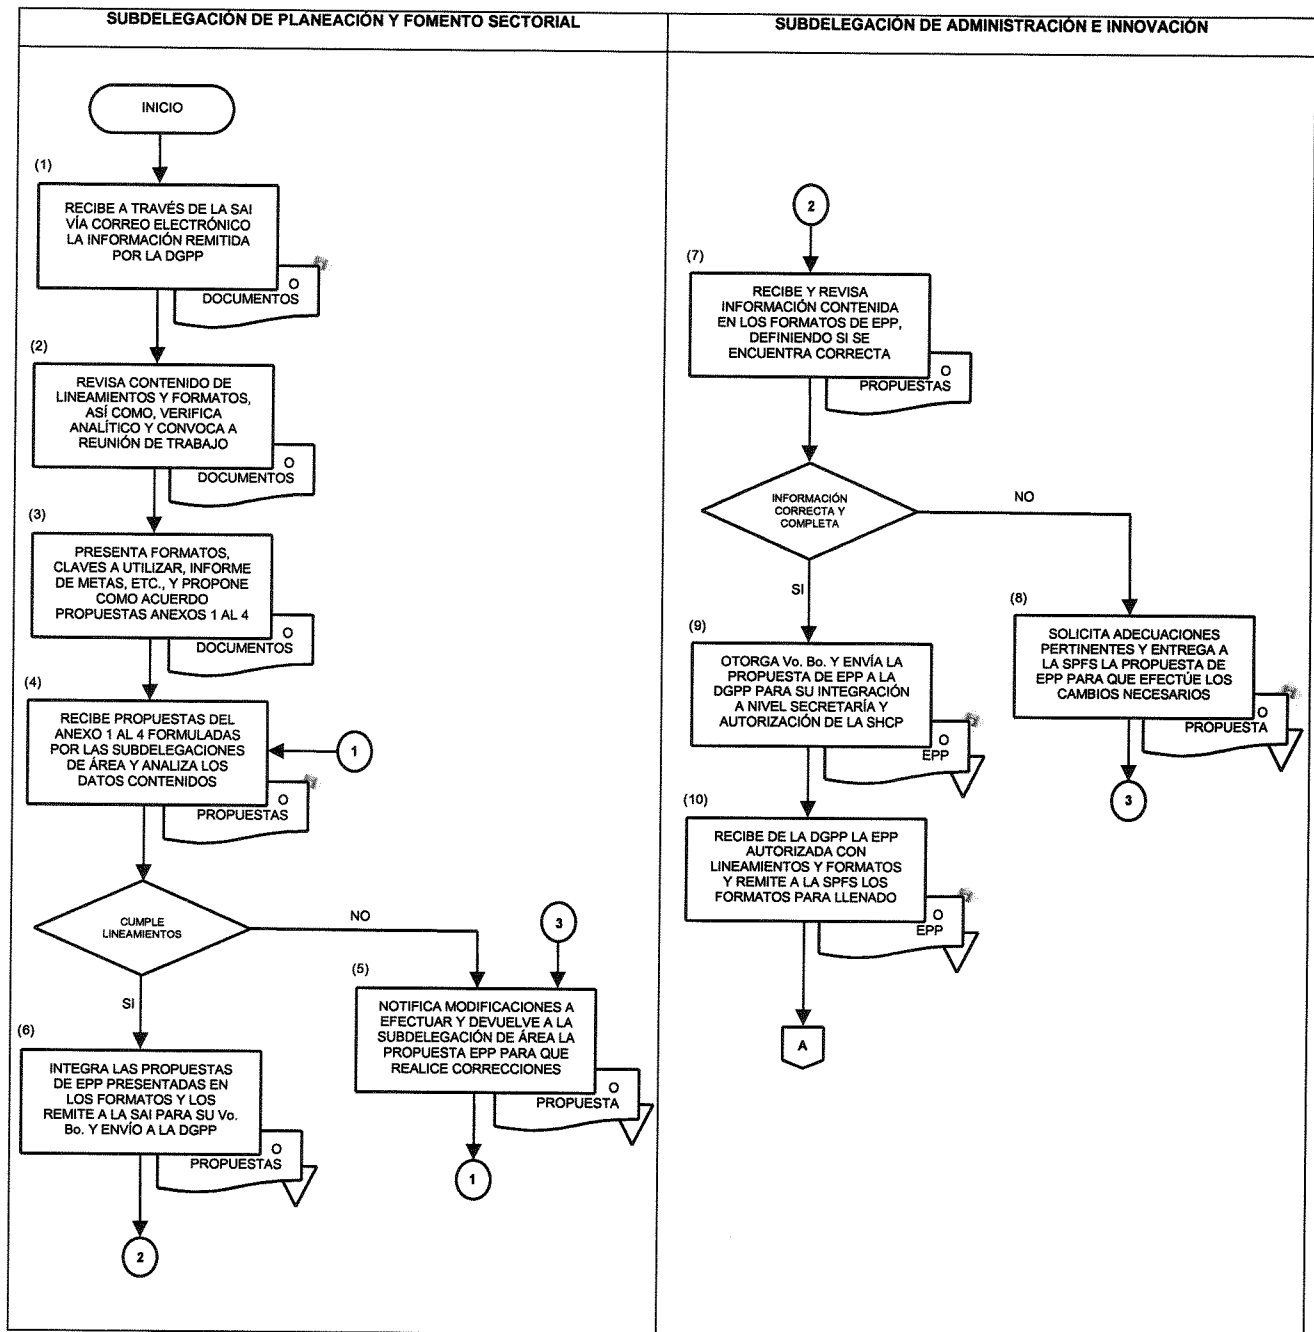 SUBDELEGACIÓN DE PLANEACIÓN Y FOMENTO SECTORIAL
INICIO
(1)
RECIBE A TRAVÉS DE LA SAI
VÍA CORREO ELECTRÓNICO
LA INFORMACIÓN REMITIDA
POR LA DGPP
O
DOCUMENTOS
(2)
REVISA CONTENIDO DE
LINEAMIENTOS Y FORMATOS,
ASÍ COMO, VERIFICA
ANALÍTICO Y CONVOCA A
REUNIÓN DE TRABAJO
O
DOCUMENTOS
(3)
PRESENTA FORMATOS,
CLAVES A UTILIZAR, INFORME
DE METAS, ETC., Y PROPONE
COMO ACUERDO
PROPUESTAS ANEXOS 1 AL 4
O
DOCUMENTOS
(4)
RECIBE PROPUESTAS DEL
ANEXO 1 AL 4 FORMULADAS
POR LAS SUBDELEGACIONES
DE ÁREA Y ANALIZA LOS
DATOS CONTENIDOS
1
O
PROPUESTAS
CUMPLE
LINEAMIENTOS
NO
3
SI
(5)
NOTIFICA MODIFICACIONES A
EFECTUAR Y DEVUELVE A LA
SUBDELEGACIÓN DE ÁREA LA
PROPUESTA EPP PARA QUE
REALICE CORRECCIONES
O
PROPUESTA
1
(6)
INTEGRA LAS PROPUESTAS
DE EPP PRESENTADAS EN
LOS FORMATOS Y LOS
REMITE A LA SAI PARA SU Vo.
Bo. Y ENVÍO A LA DGPP
O
PROPUESTAS
2
SUBDELEGACIÓN DE ADMINISTRACIÓN E INNOVACIÓN
2
(7)
RECIBE Y REVISA
INFORMACIÓN CONTENIDA
EN LOS FORMATOS DE EPP,
DEFINIENDO SI SE
ENCUENTRA CORRECTA
O
PROPUESTAS
INFORMACIÓN
CORRECTA Y
COMPLETA
NO
SI
(8)
SOLICITA ADECUACIONES
PERTINENTES Y ENTREGA A
LA SPFS LA PROPUESTA DE
EPP PARA QUE EFECTÚE LOS
CAMBIOS NECESARIOS
O
PROPUESTA
3
(9)
OTORGA Vo. Bo. Y ENVÍA LA
PROPUESTA DE EPP A LA
DGPP PARA SU INTEGRACIÓN
A NIVEL SECRETARÍA Y
AUTORIZACIÓN DE LA SHCP
O
EPP
(10)
RECIBE DE LA DGPP LA EPP
AUTORIZADA CON
LINEAMIENTOS Y FORMATOS
Y REMITE A LA SPFS LOS
FORMATOS PARA LLENADO
O
EPP
A